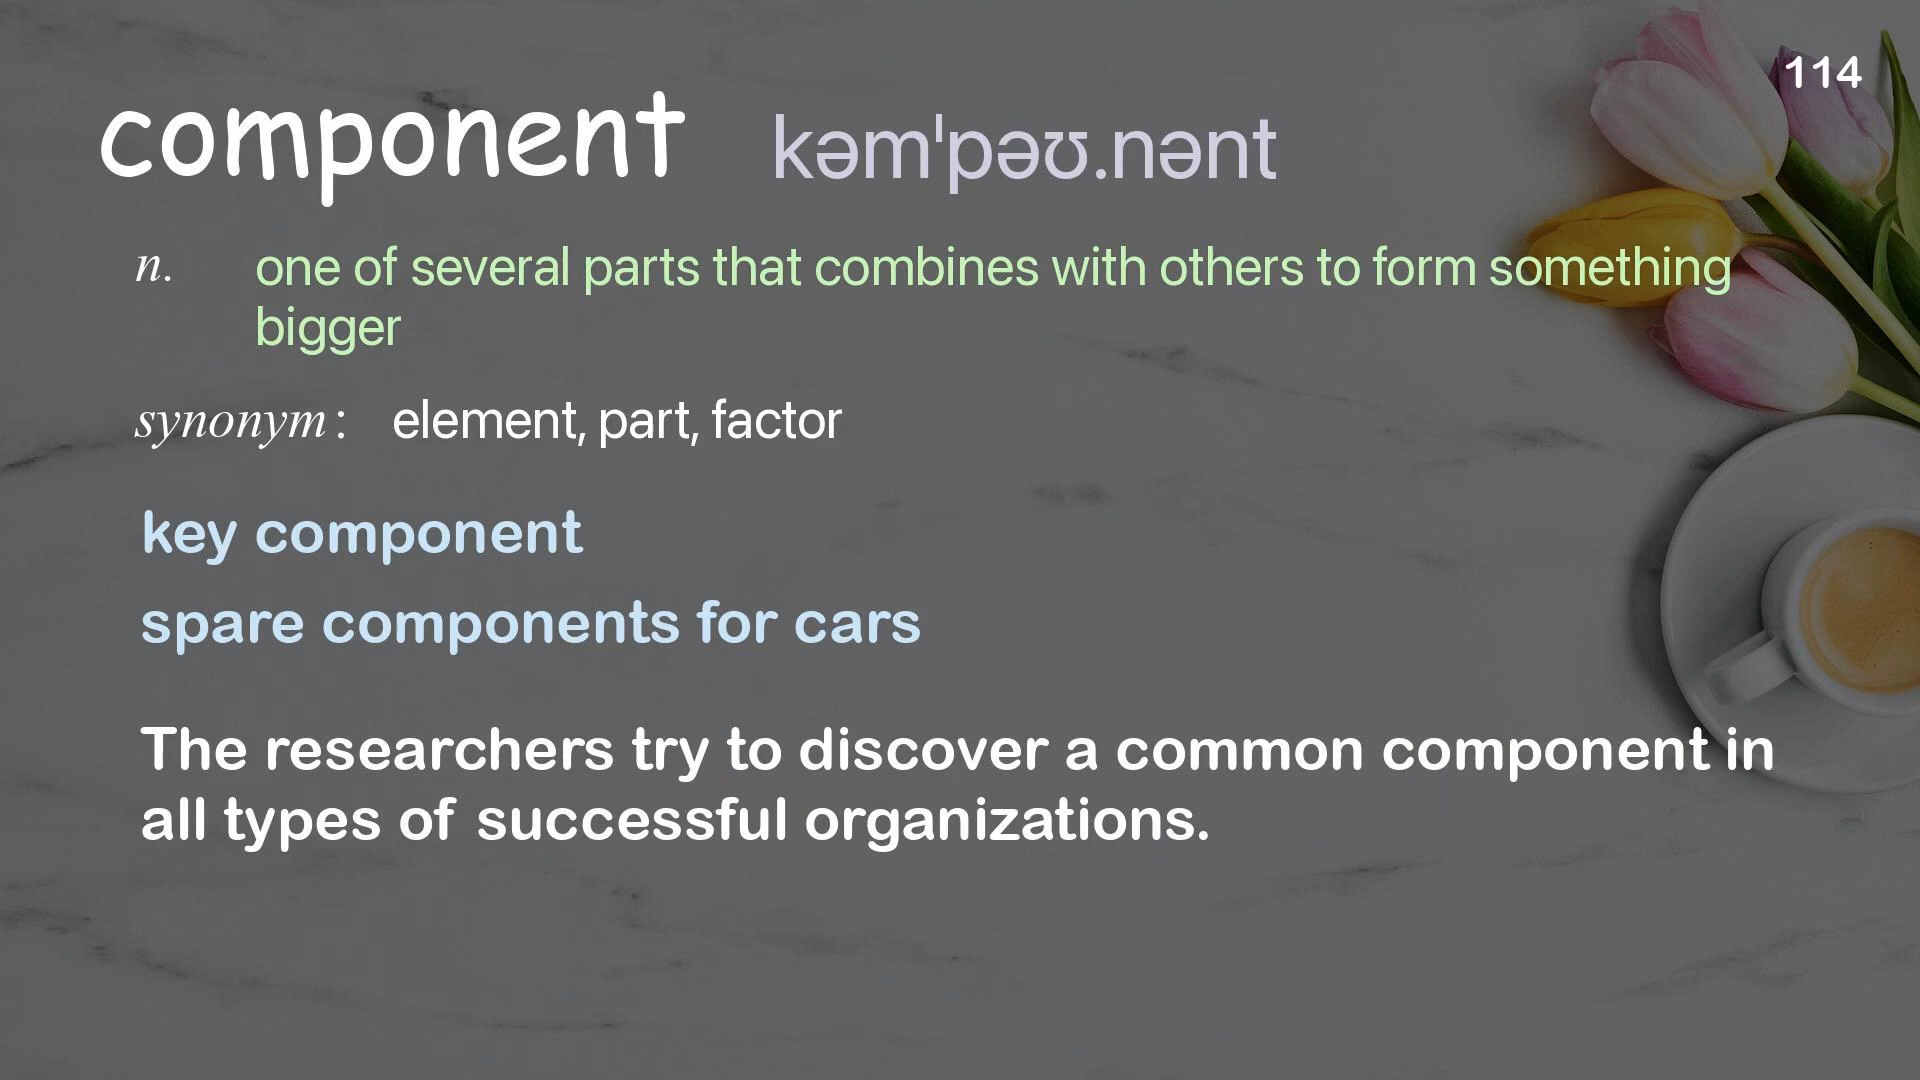 114
component kəmˈpəʊ.nənt
n. one of several parts that combines with others to form something
bigger
synonym: element, part, factor
key component
spare components for cars
The researchers try to discover a common component in
all types of successful organizations.